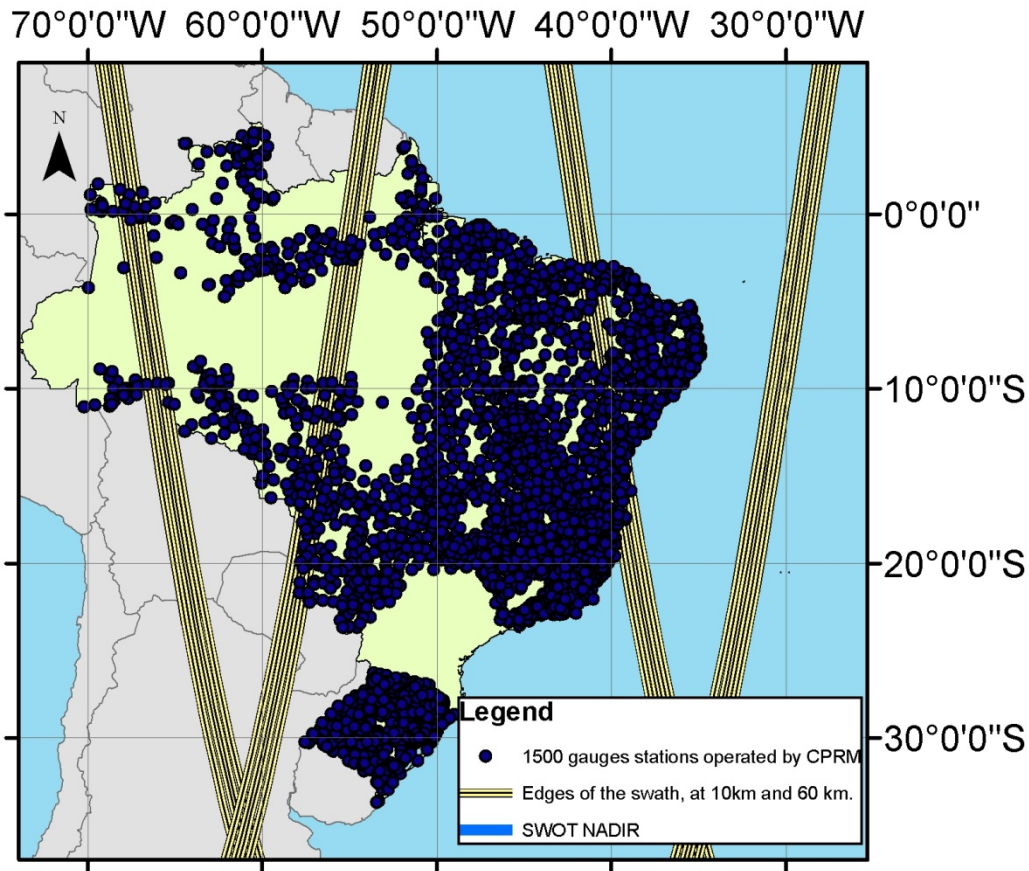 70°0'0"W 60°0'0"W 50°0'0"W 40°0'0"W 30°0'0"W
N
0°0'0"
10°0'0"S
20°0'0"S
30°0'0"S
Legend
1500 gauges stations operated by CPRM
Edges of the swath, at 10km and 60 km.
SWOT NADIR